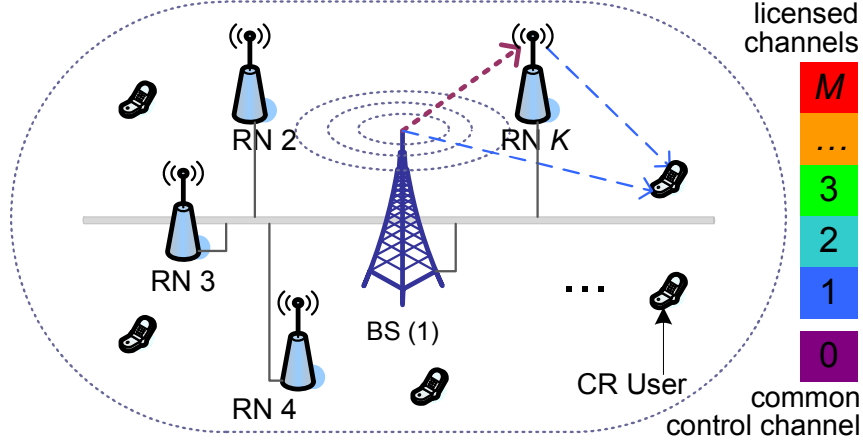 licensed
channels
M
...
3
2
1
0
common
control channel
RN 2
RN K
RN 3
BS (1)
...
RN 4
CR User